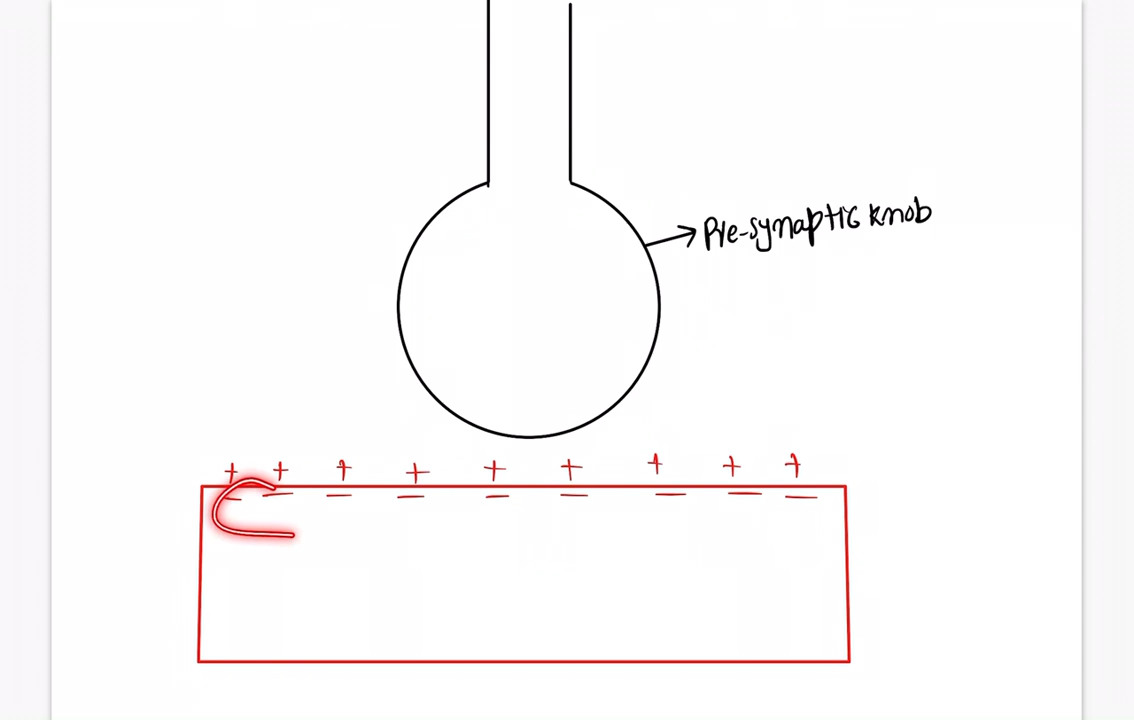 Pre-synaptic knob
+ + + + + + + + +
− − − − − − − − −